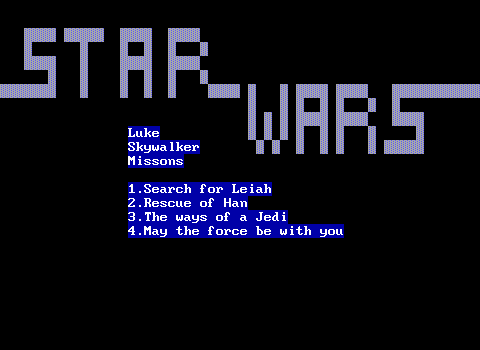 STAR
WARS
Luke
Skywalker
Missons
1.Search for Leiah
2.Rescue of Han
3.The ways of a Jedi
4.May the force be with you